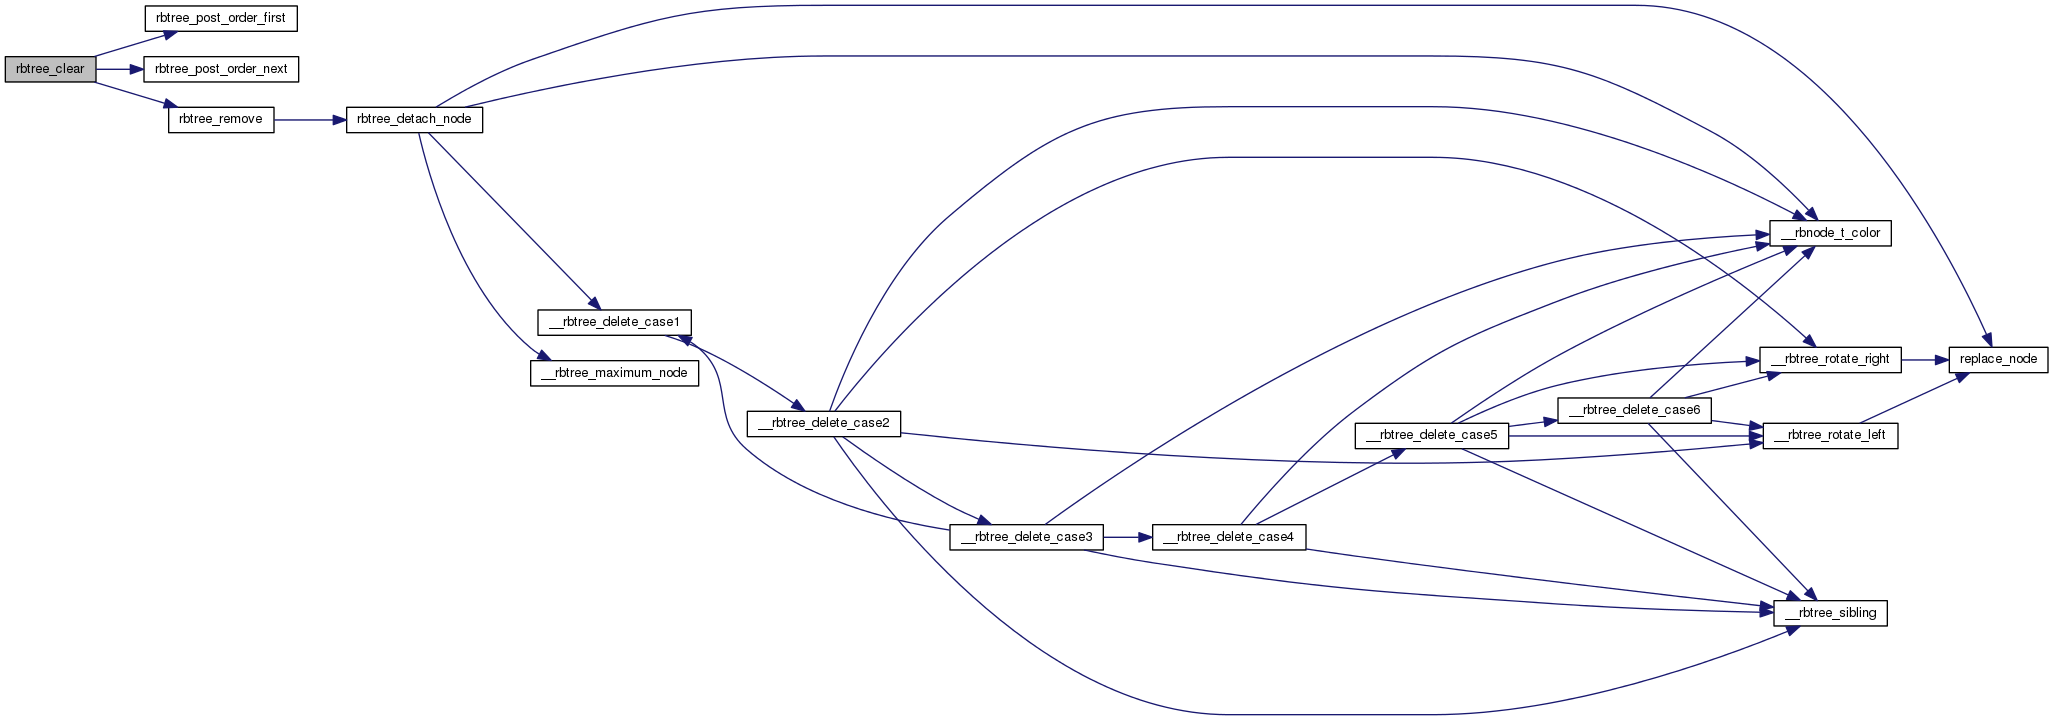 rbtree_post_order_first
rbtree_clear
rbtree_post_order_next
rbtree_remove
rbtree_detach_node
__rbnode_t_color
__rbtree_delete_case1
__rbtree_maximum_node
__rbtree_rotate_right
replace_node
__rbtree_delete_case2
__rbtree_delete_case6
__rbtree_delete_case5
__rbtree_rotate_left
__rbtree_delete_case3
__rbtree_delete_case4
__rbtree_sibling